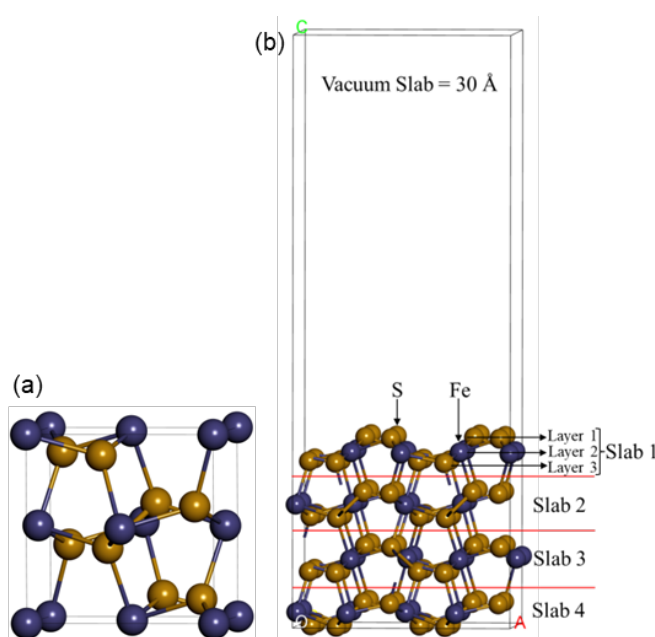 (a)
(b)
C
Vacuum Slab = 30 Å
S
Fe
Layer 1
Layer 2
Layer 3
Slab 1
Slab 2
Slab 3
Slab 4
O
A